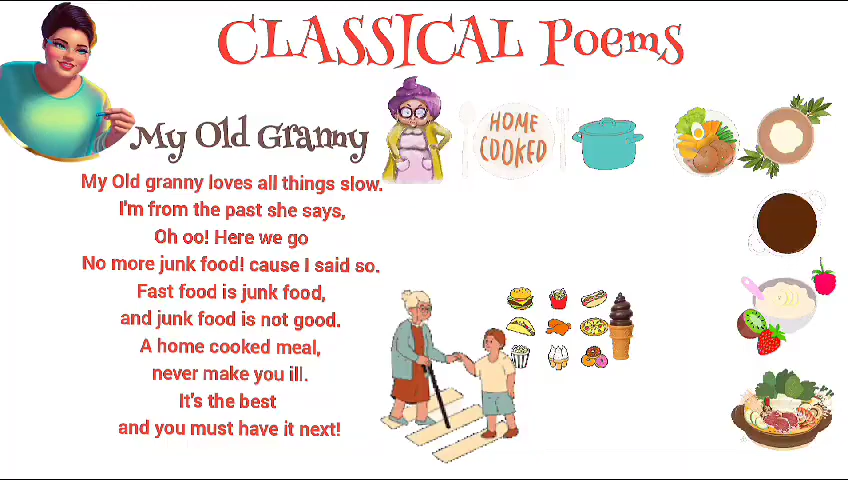 CLASSICAL Poems
My Old Granny
HOME
COOKED
My Old granny loves all things slow.
I'm from the past she says,
Oh oo! Here we go
No more junk food! cause I said so.
Fast food is junk food,
and junk food is not good.
A home cooked meal,
never make you ill.
It's the best
and you must have it next!